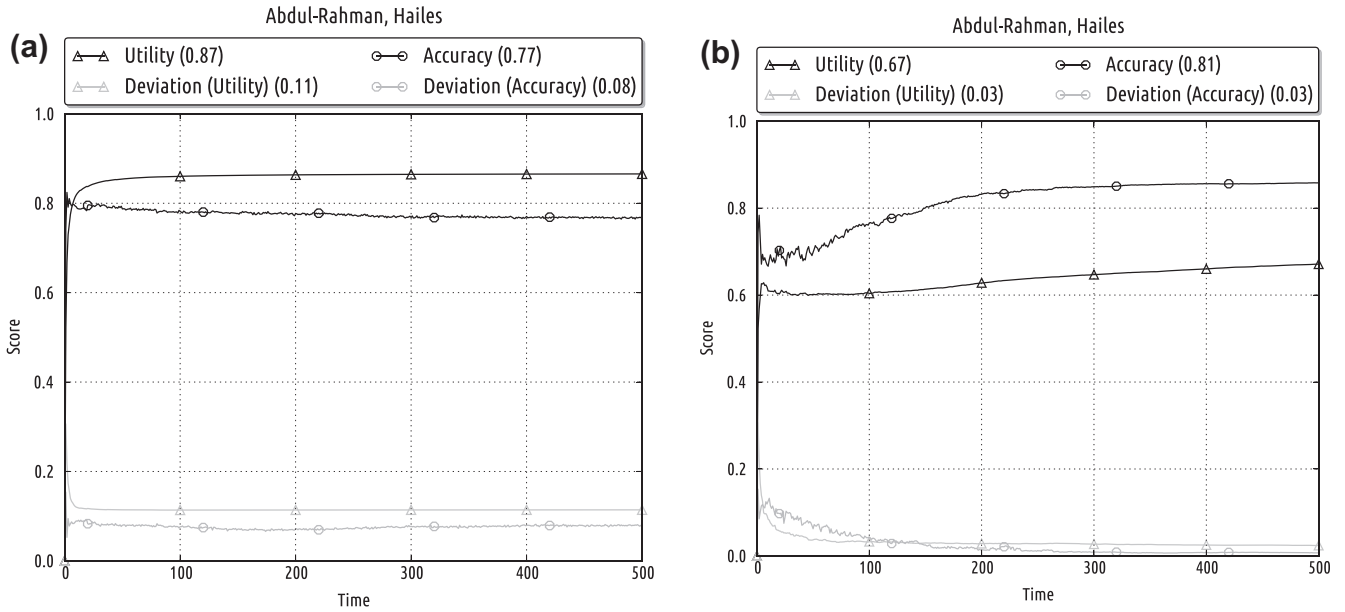 Abdul-Rahman, Hailes
(a)
Utility (0.87)
Accuracy (0.77)
Deviation (Utility) (0.11)
Deviation (Accuracy) (0.08)
1.0
0.8
0.6
0.4
0.2
0.0
Score
0 100 200 300 400 500
Time
Abdul-Rahman, Hailes
(b)
Utility (0.67)
Accuracy (0.81)
Deviation (Utility) (0.03)
Deviation (Accuracy) (0.03)
1.0
0.8
0.6
0.4
0.2
0.0
Score
0 100 200 300 400 500
Time